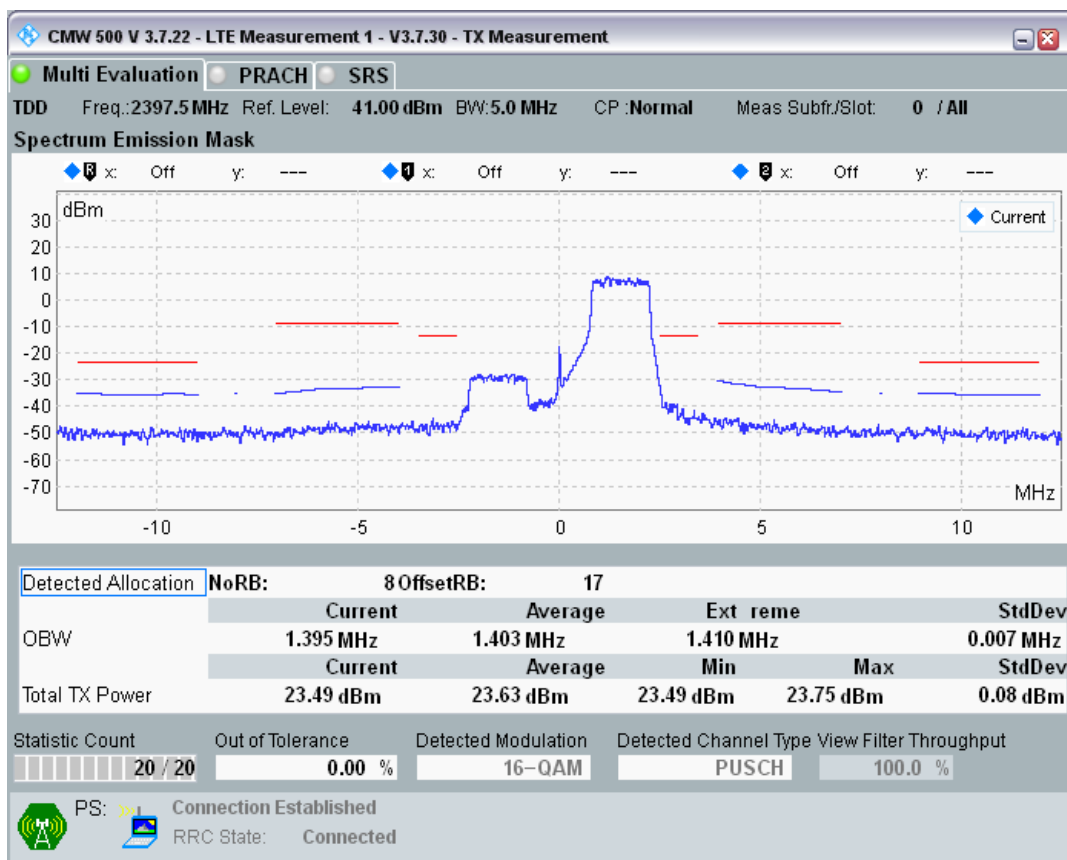 CMW 500 V 3.7.22 - LTE Measurement 1 - V3.7.30 - TX Measurement
Multi Evaluation PRACH SRS
TDD Freq.:2397.5 MHz Ref. Level: 41.00 dBm BW:5.0 MHz CP :Normal Meas Subfr./Slot: 0 / All
Spectrum Emission Mask
R x: Off y: --- 1 x: Off y: --- 2 x: Off y: ---
dBm
Current
30
20
10
0
-10
-20
-30
-40
-50
-60
-70
MHz
-10 -5 0 5 10
Detected Allocation NoRB: 8 OffsetRB: 17
Current Average Ext reme StdDev
OBW 1.395 MHz 1.403 MHz 1.410 MHz 0.007 MHz
Current Average Min Max StdDev
Total TX Power 23.49 dBm 23.63 dBm 23.49 dBm 23.75 dBm 0.08 dBm
Statistic Count Out of Tolerance Detected Modulation Detected Channel Type View Filter Throughput
20 / 20 0.00 % 16-QAM PUSCH 100.0 %
PS: Connection Established
RRC State: Connected